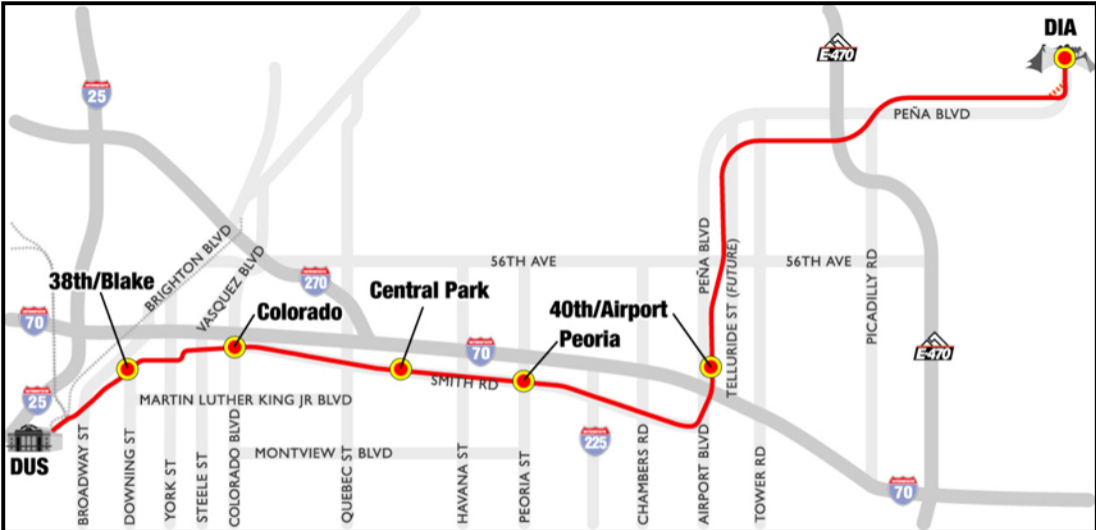 DIA
E-470
25
PEÑA BLVD
BRIGHTON BLVD
VASQUEZ BLVD
PEÑA BLVD
TELLURIDE ST (FUTURE)
PICADILLY RD
56TH AVE
56TH AVE
38th/Blake
270
Central Park
Colorado
40th/Airport
Peoria
70
70
E-470
SMITH RD
25
MARTIN LUTHER KING JR BLVD
DUS
225
MONTVIEW BLVD
BROADWAY ST
DOWNING ST
YORK ST
STEELE ST
COLORADO BLVD
QUEBEC ST
HAVANA ST
PEORIA ST
CHAMBERS RD
AIRPORT BLVD
TOWER RD
70